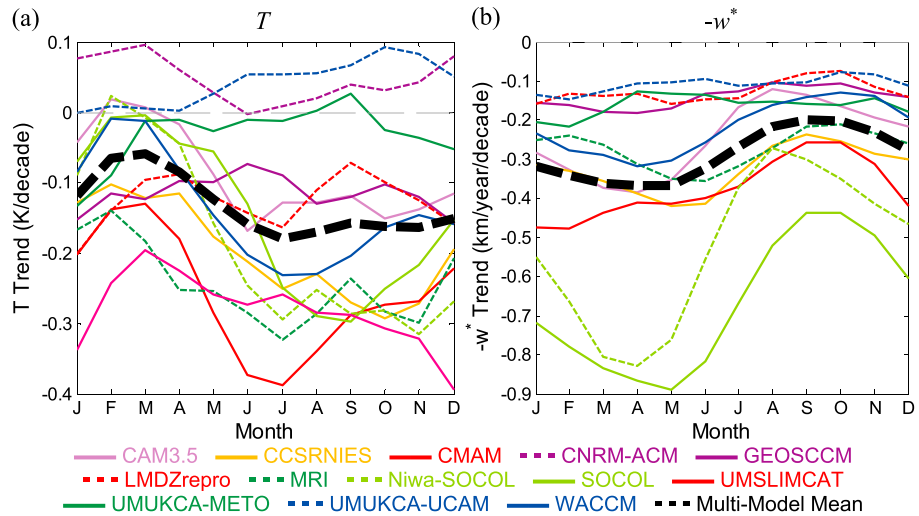 (a) T
T Trend (K/decade)
0.1
0
-0.1
-0.2
-0.3
-0.4
J F M A M J J A S O N D
Month
(b) -w*
-w* Trend (km/year/decade)
0
-0.1
-0.2
-0.3
-0.4
-0.5
-0.6
-0.7
-0.8
-0.9
J F M A M J J A S O N D
Month
CAM3.5 CCSRNIES CMAM CNRM-ACM GEOSCCM
LMDZrepro MRI Niwa-SOCOL SOCOL UMSLIMCAT
UMUKCA-METO UMUKCA-UCAM WACCM Multi-Model Mean